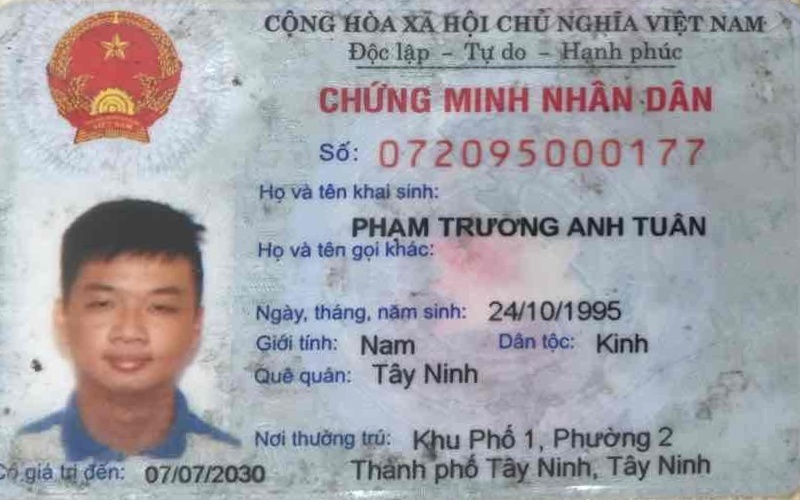 CỘNG HÒA XÃ HỘI CHỦ NGHĨA VIỆT NAM
Độc lập - Tự do - Hạnh phúc
CHỨNG MINH NHÂN DÂN
Số: 072095000177
Họ và tên khai sinh:
PHẠM TRƯƠNG ANH TUÂN
Họ và tên gọi khác:
Ngày, tháng, năm sinh: 24/10/1995
Giới tính: Nam Dân tộc: Kinh
Quê quán: Tây Ninh
Nơi thường trú: Khu Phố 1, Phường 2
Thành phố Tây Ninh, Tây Ninh
Có giá trị đến: 07/07/2030